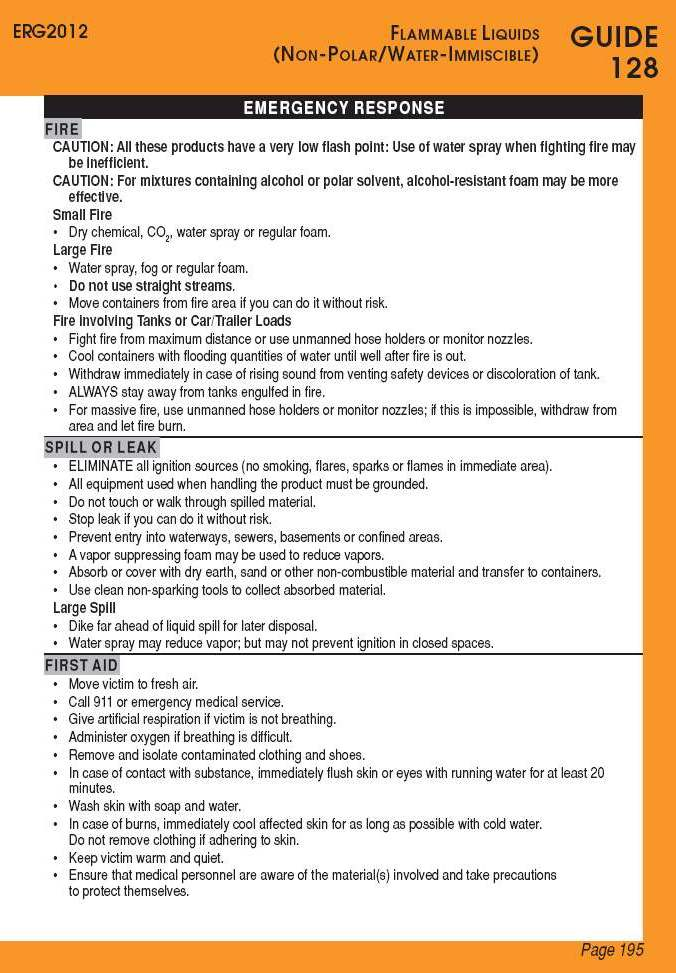 ERG2012
FLAMMABLE LIQUIDS
(NON-POLAR/WATER-IMMISCIBLE)
GUIDE
128
EMERGENCY RESPONSE
FIRE
CAUTION: All these products have a very low flash point: Use of water spray when fighting fire may
be inefficient.
CAUTION: For mixtures containing alcohol or polar solvent, alcohol-resistant foam may be more
effective.
Small Fire
• Dry chemical, CO2, water spray or regular foam.
Large Fire
• Water spray, fog or regular foam.
• Do not use straight streams.
• Move containers from fire area if you can do it without risk.
Fire involving Tanks or Car/Trailer Loads
• Fight fire from maximum distance or use unmanned hose holders or monitor nozzles.
• Cool containers with flooding quantities of water until well after fire is out.
• Withdraw immediately in case of rising sound from venting safety devices or discoloration of tank.
• ALWAYS stay away from tanks engulfed in fire.
• For massive fire, use unmanned hose holders or monitor nozzles; if this is impossible, withdraw from
area and let fire burn.
SPILL OR LEAK
• ELIMINATE all ignition sources (no smoking, flares, sparks or flames in immediate area).
• All equipment used when handling the product must be grounded.
• Do not touch or walk through spilled material.
• Stop leak if you can do it without risk.
• Prevent entry into waterways, sewers, basements or confined areas.
• A vapor suppressing foam may be used to reduce vapors.
• Absorb or cover with dry earth, sand or other non-combustible material and transfer to containers.
• Use clean non-sparking tools to collect absorbed material.
Large Spill
• Dike far ahead of liquid spill for later disposal.
• Water spray may reduce vapor; but may not prevent ignition in closed spaces.
FIRST AID
• Move victim to fresh air.
• Call 911 or emergency medical service.
• Give artificial respiration if victim is not breathing.
• Administer oxygen if breathing is difficult.
• Remove and isolate contaminated clothing and shoes.
• In case of contact with substance, immediately flush skin or eyes with running water for at least 20
minutes.
• Wash skin with soap and water.
• In case of burns, immediately cool affected skin for as long as possible with cold water.
Do not remove clothing if adhering to skin.
• Keep victim warm and quiet.
• Ensure that medical personnel are aware of the material(s) involved and take precautions
to protect themselves.
Page 195